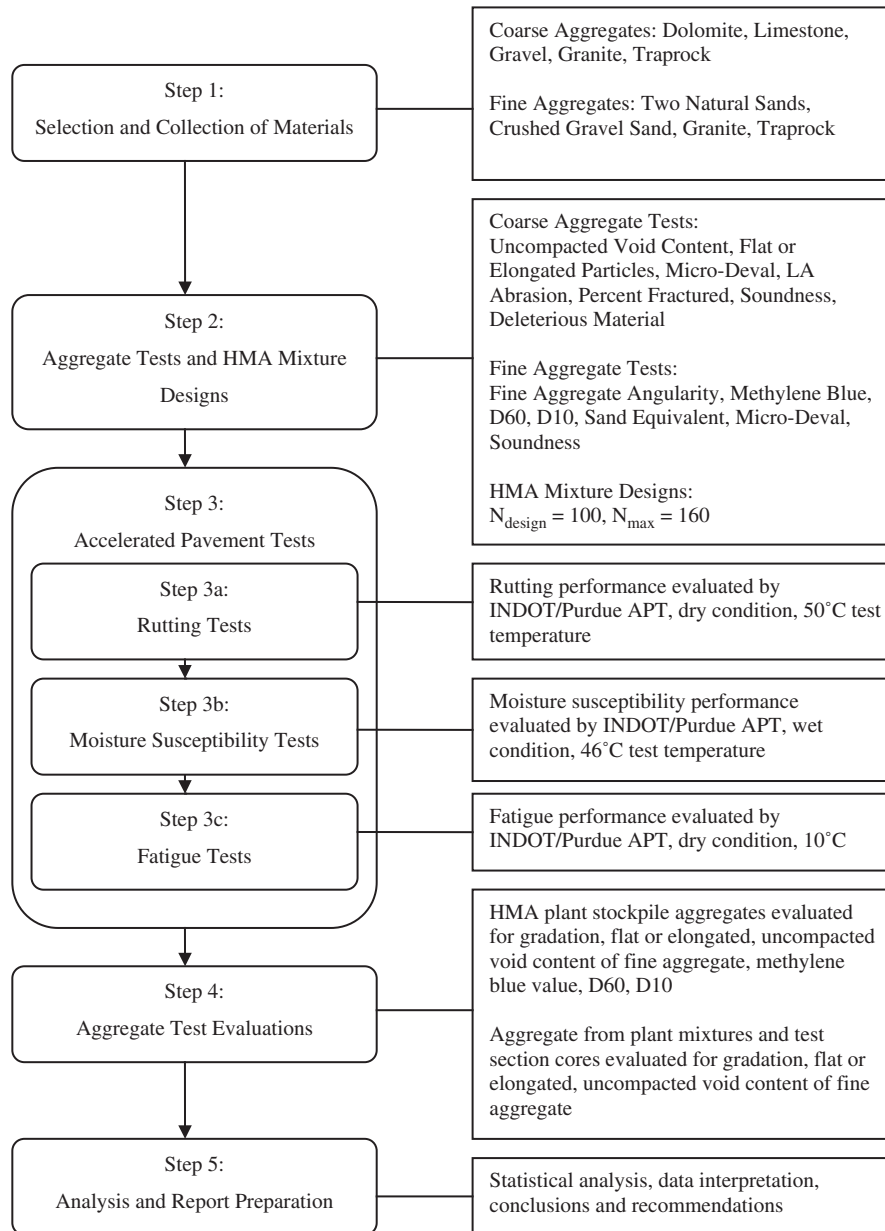 Step 1:
Selection and Collection of Materials
Coarse Aggregates: Dolomite, Limestone,
Gravel, Granite, Traprock
Fine Aggregates: Two Natural Sands,
Crushed Gravel Sand, Granite, Traprock
Step 2:
Aggregate Tests and HMA Mixture
Designs
Coarse Aggregate Tests:
Uncompacted Void Content, Flat or
Elongated Particles, Micro-Deval, LA
Abrasion, Percent Fractured, Soundness,
Deleterious Material
Fine Aggregate Tests:
Fine Aggregate Angularity, Methylene Blue,
D60, D10, Sand Equivalent, Micro-Deval,
Soundness
HMA Mixture Designs:
N_design = 100, N_max = 160
Step 3:
Accelerated Pavement Tests
Step 3a:
Rutting Tests
Rutting performance evaluated by
INDOT/Purdue APT, dry condition, 50˚C test
temperature
Step 3b:
Moisture Susceptibility Tests
Moisture susceptibility performance
evaluated by INDOT/Purdue APT, wet
condition, 46˚C test temperature
Step 3c:
Fatigue Tests
Fatigue performance evaluated by
INDOT/Purdue APT, dry condition, 10˚C
Step 4:
Aggregate Test Evaluations
HMA plant stockpile aggregates evaluated
for gradation, flat or elongated, uncompacted
void content of fine aggregate, methylene
blue value, D60, D10
Aggregate from plant mixtures and test
section cores evaluated for gradation, flat or
elongated, uncompacted void content of fine
aggregate
Step 5:
Analysis and Report Preparation
Statistical analysis, data interpretation,
conclusions and recommendations